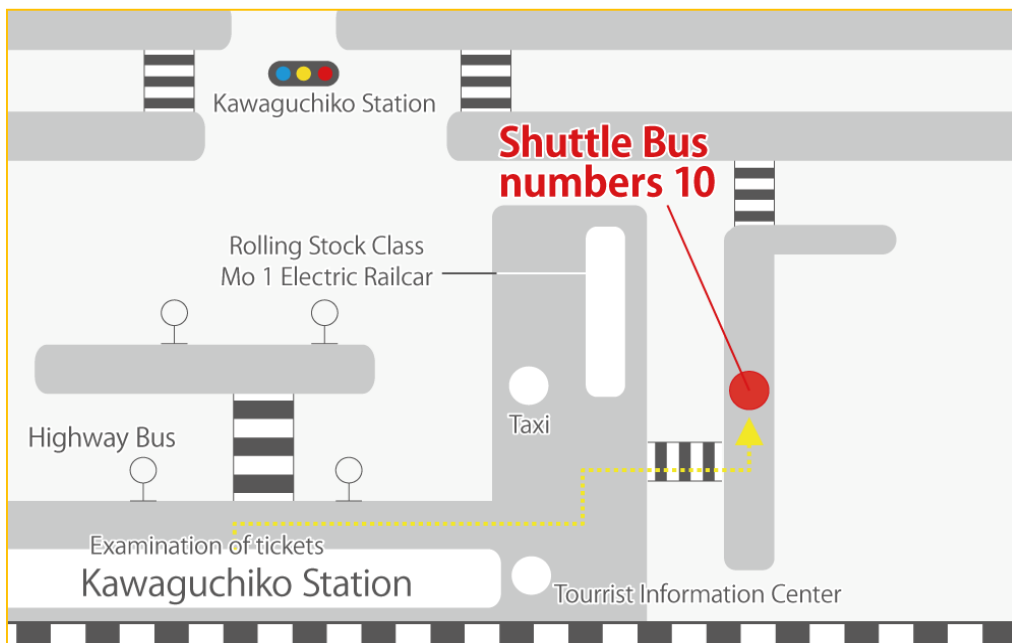 Kawaguchiko Station
Shuttle Bus
numbers 10
Rolling Stock Class
Mo 1 Electric Railcar
Taxi
Highway Bus
Examination of tickets
Kawaguchiko Station
Tourrist Information Center